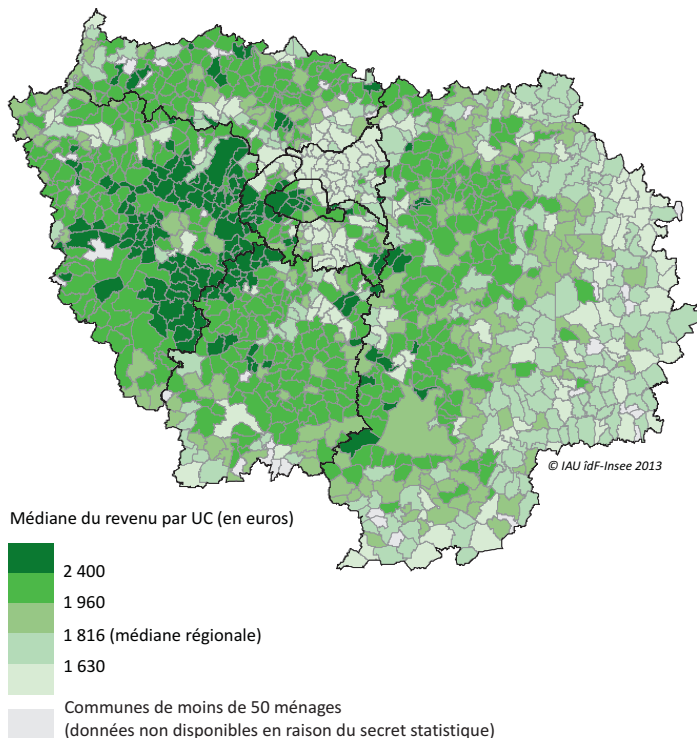 © IAU îdF-Insee 2013
Médiane du revenu par UC (en euros)
2 400
1 960
1 816 (médiane régionale)
1 630
Communes de moins de 50 ménages
(données non disponibles en raison du secret statistique)